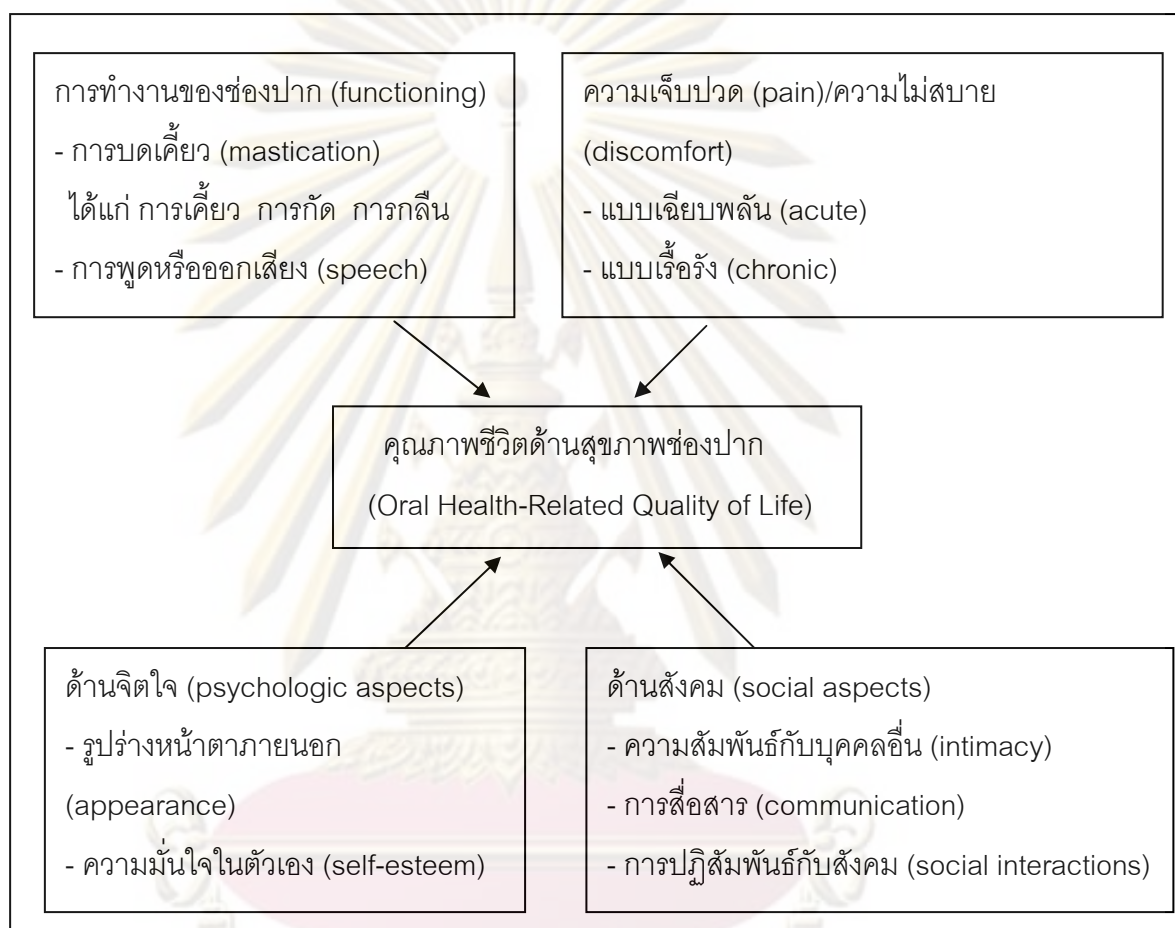 การทำงานของช่องปาก (functioning)
- การบดเคี้ยว (mastication)
ได้แก่ การเคี้ยว การกัด การกลืน
- การพูดหรือออกเสียง (speech)
ความเจ็บปวด (pain)/ความไม่สบาย
(discomfort)
- แบบเฉียบพลัน (acute)
- แบบเรื้อรัง (chronic)
คุณภาพชีวิตด้านสุขภาพช่องปาก
(Oral Health-Related Quality of Life)
ด้านจิตใจ (psychologic aspects)
- รูปร่างหน้าตาภายนอก
(appearance)
- ความมั่นใจในตัวเอง (self-esteem)
ด้านสังคม (social aspects)
- ความสัมพันธ์กับบุคคลอื่น (intimacy)
- การสื่อสาร (communication)
- การปฏิสัมพันธ์กับสังคม (social interactions)